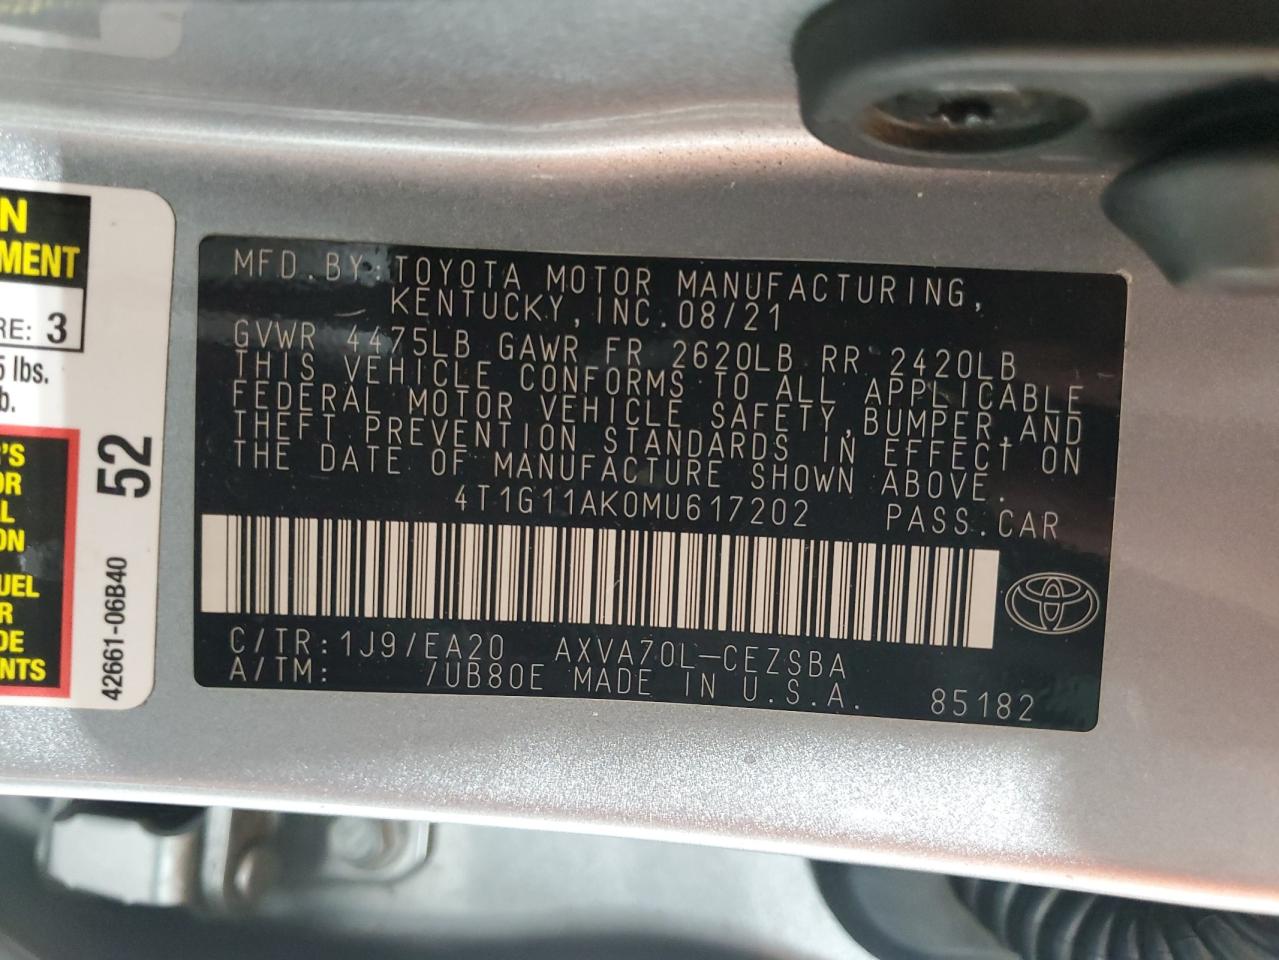 N
MENT
RE: 3
5 lbs.
b.
'S
OR
L
ON
UEL
R
DE
NTS
52
42661-06B40
MFD.BY:TOYOTA MOTOR MANUFACTURING,
KENTUCKY,INC.08/21
GVWR 4475LB GAWR FR 2620LB RR 2420LB
THIS VEHICLE CONFORMS TO ALL APPLICABLE
FEDERAL MOTOR VEHICLE SAFETY,BUMPER,AND
THEFT PREVENTION STANDARDS IN EFFECT ON
THE DATE OF MANUFACTURE SHOWN ABOVE.
4T1G11AK0MU617202 PASS.CAR
C/TR:1J9/EA20 AXVA70L-CEZSBA
A/TM: /UB80E MADE IN U.S.A. 85182